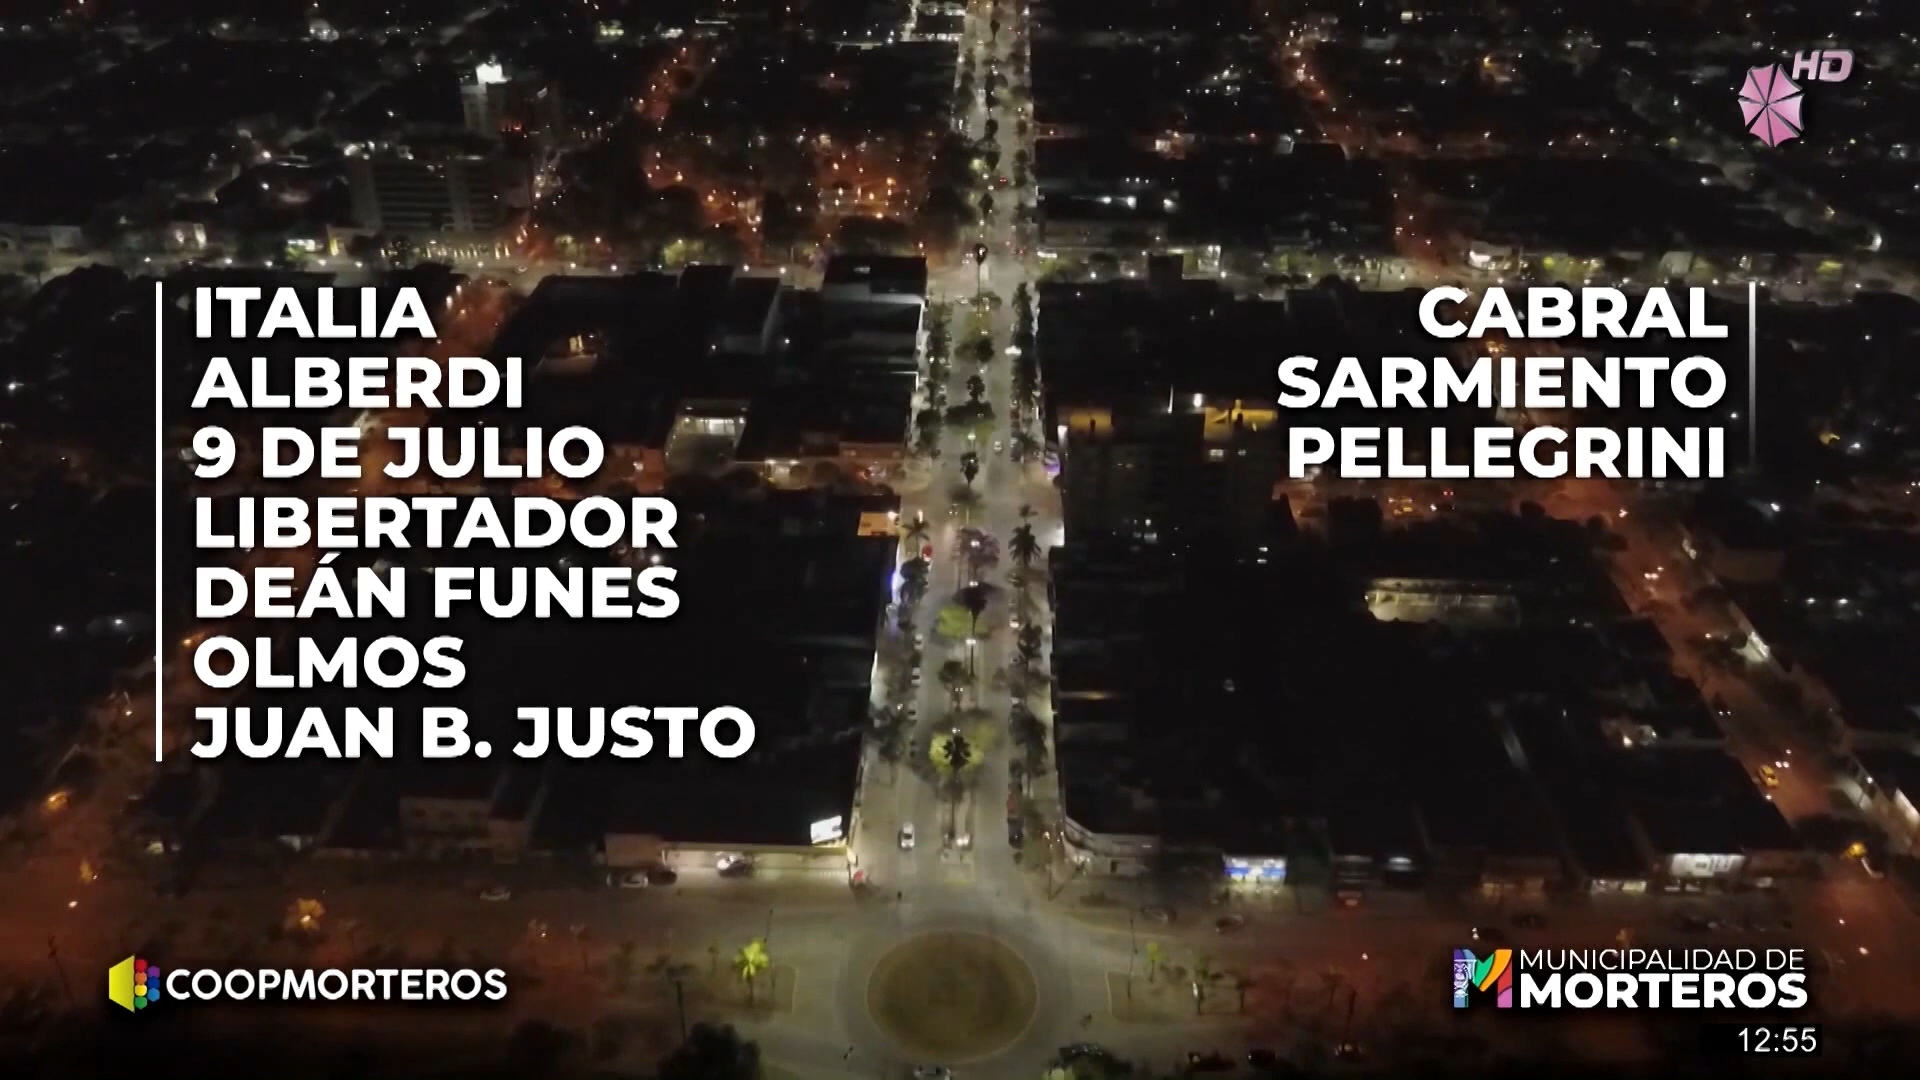 HD
ITALIA
ALBERDI
9 DE JULIO
LIBERTADOR
DEÁN FUNES
OLMOS
JUAN B. JUSTO
CABRAL
SARMIENTO
PELLEGRINI
COOPMORTEROS
MUNICIPALIDAD DE
MORTEROS
12:55